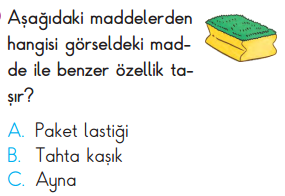 Aşağıdaki maddelerden
hangisi görseldeki mad-
de ile benzer özellik ta-
şır?
A. Paket lastiği
B. Tahta kaşık
C. Ayna